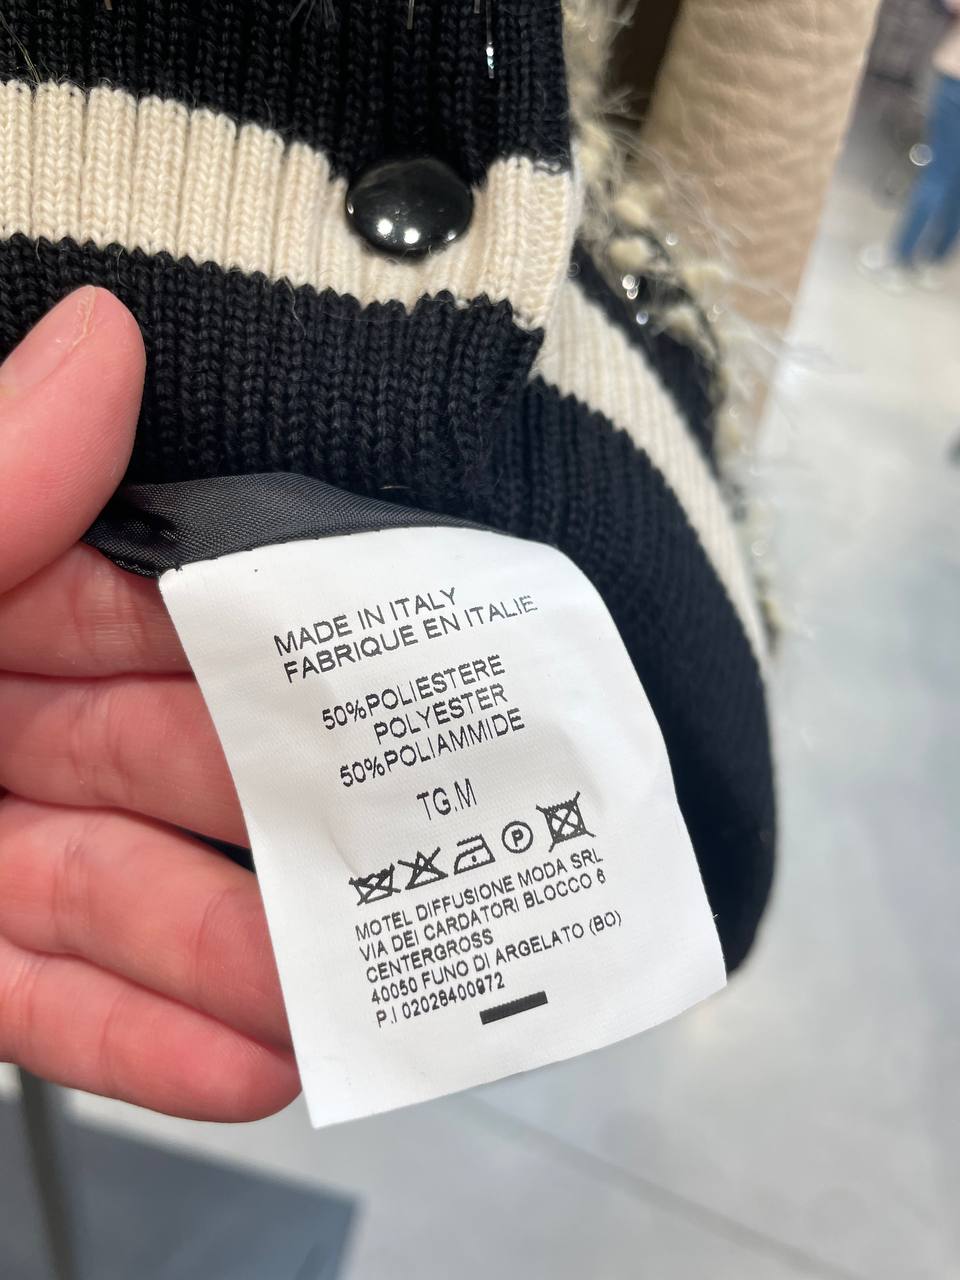 MADE IN ITALY
FABRIQUE EN ITALIE
50%POLIESTERE
POLYESTER
50%POLIAMMIDE
TG.M
P
MOTEL DIFFUSIONE MODA SRL
VIA DEI CARDATORI BLOCCO 6
CENTERGROSS
40050 FUNO DI ARGELATO (BO)
P.I 02028400372